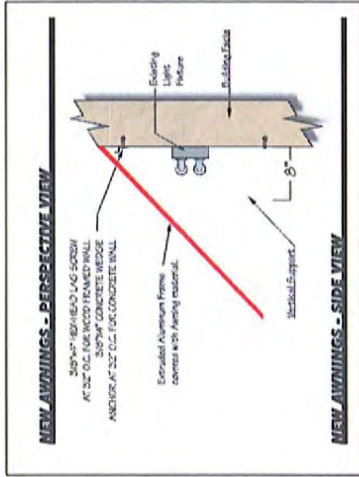 NEW AWNINGS - PERSPECTIVE VIEW
3/8"x4" HEX-HEAD LAG SCREW
AT 32" O.C. FOR WOOD FRAMED WALL
3/8"x4" CONCRETE WEDGE
ANCHOR AT 32" O.C. FOR CONCRETE WALL
Extruded Aluminum Frame
covered with Awning material.
Existing
Light
Fixture
Building Fascia
8"
Vertical Support
NEW AWNINGS - SIDE VIEW